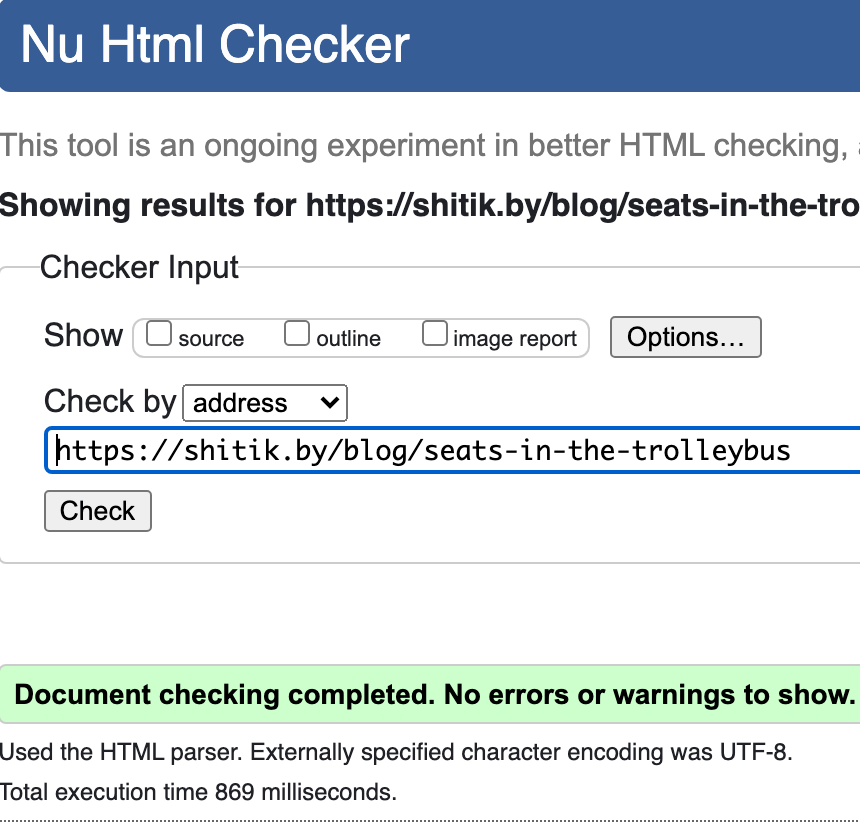 Nu Html Checker
This tool is an ongoing experiment in better HTML checking,
Showing results for https://shitik.by/blog/seats-in-the-tro
Checker Input
Show source outline image report Options…
Check by address
https://shitik.by/blog/seats-in-the-trolleybus
Check
Document checking completed. No errors or warnings to show.
Used the HTML parser. Externally specified character encoding was UTF-8.
Total execution time 869 milliseconds.